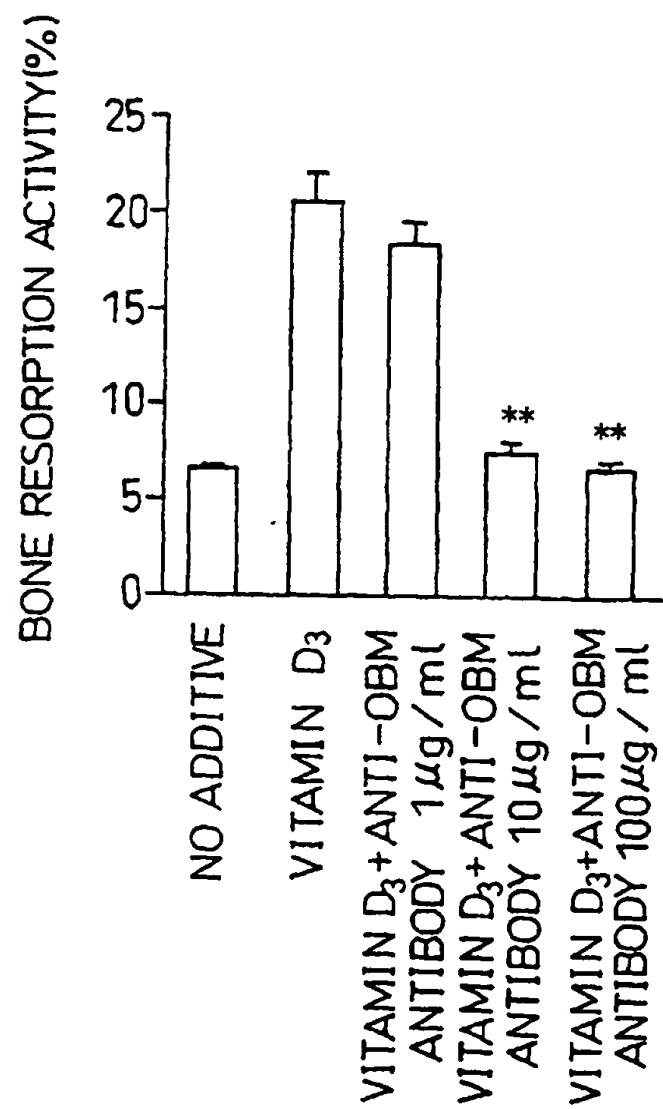 BONE RESORPTION ACTIVITY(%)
25
20
15
10
5
0
**
**
NO ADDITIVE
VITAMIN D₃
VITAMIN D₃+ANTI-OBM
ANTIBODY 1μg/ml
VITAMIN D₃+ANTI-OBM
ANTIBODY 10μg/ml
VITAMIN D₃+ANTI-OBM
ANTIBODY 100μg/ml